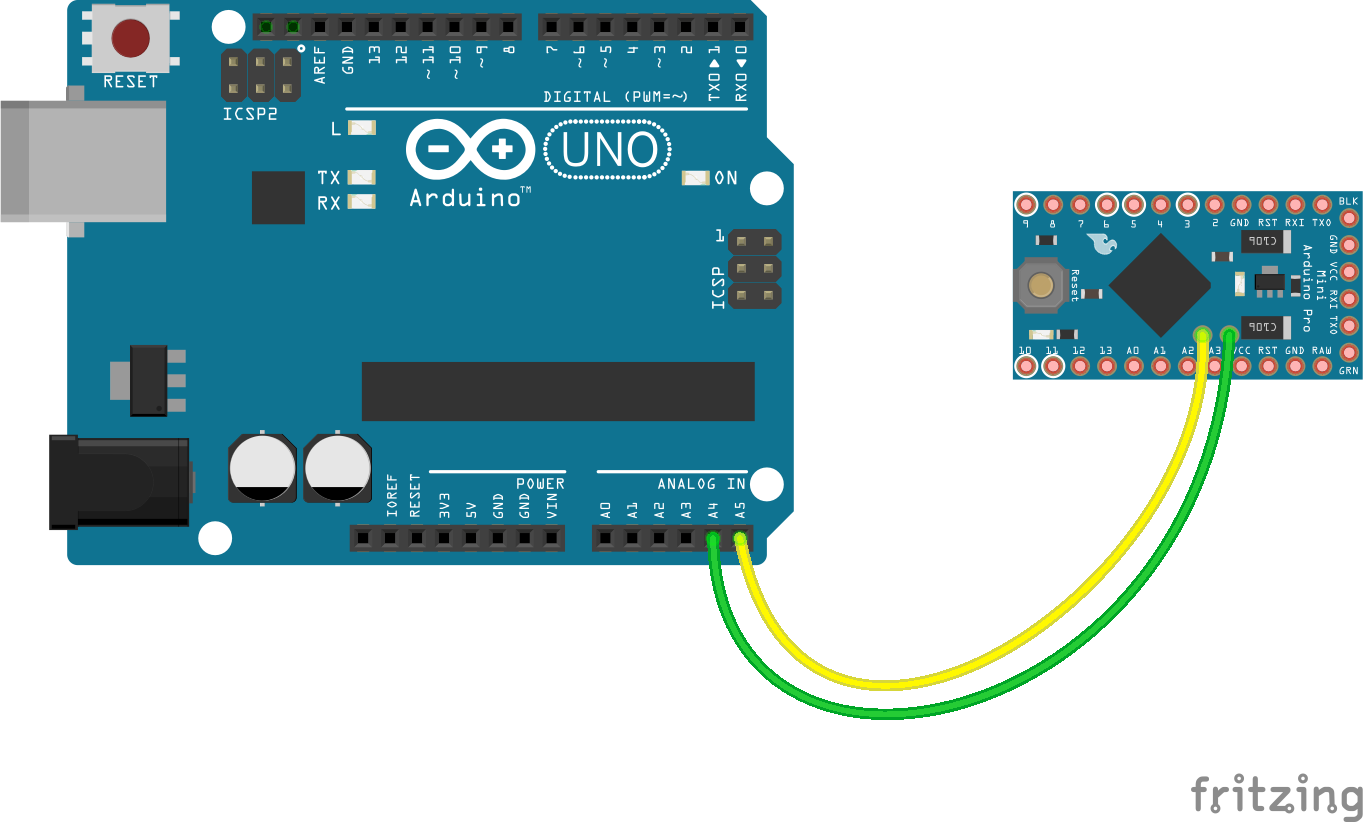 RESET
ICSP2
AREF
GND
13
12
~11
~10
~9
8
7
~6
~5
4
~3
2
TX0▶1
RX0◀0
DIGITAL (PWM=~)
L
TX
RX
Arduino™
UNO
ON
1
ICSP
IOREF
RESET
3V3
5V
GND
GND
VIN
POWER
ANALOG IN
A0
A1
A2
A3
A4
A5
9
8
7
6
5
4
3
2
GND
RST
RXI
TXO
BLK
GND
VCC
RXI
TXO
GRN
Reset
Arduino Pro
Mini
10
11
12
13
A0
A1
A2
A3
VCC
RST
GND
RAW
fritzing